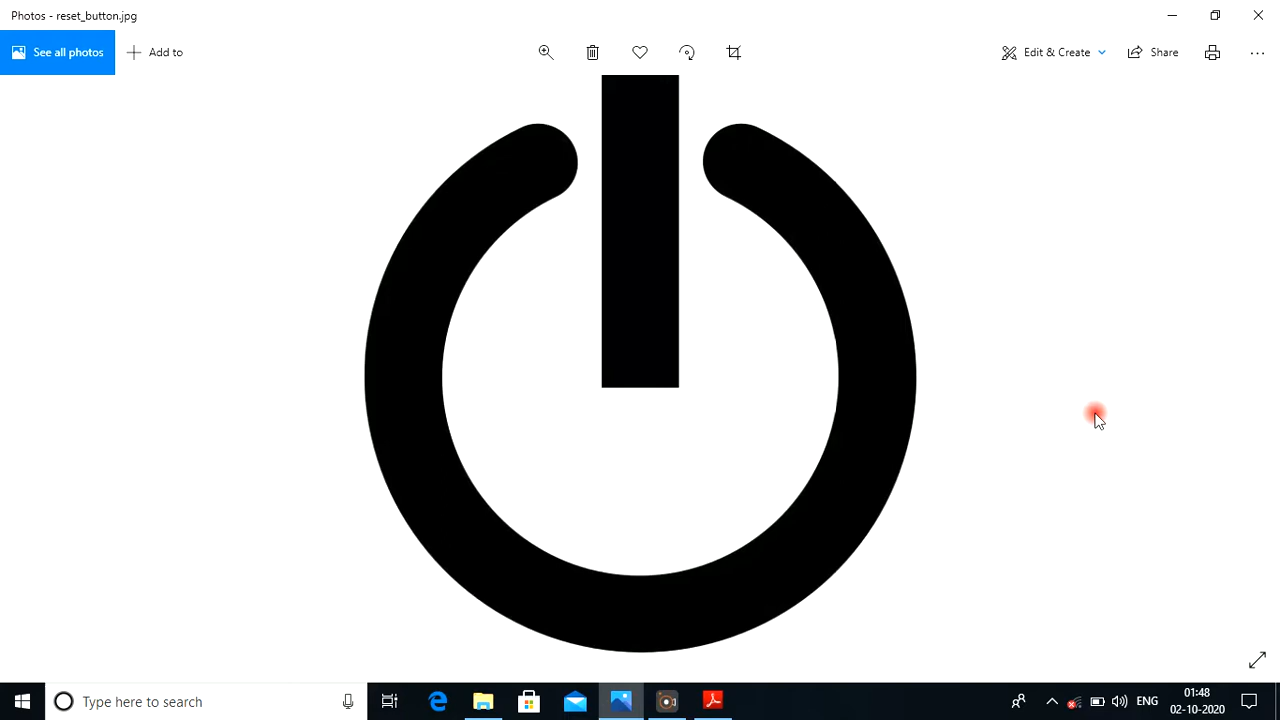 Photos - reset_button.jpg
See all photos
Add to
Edit & Create
Share
Type here to search
ENG
01:48
02-10-2020